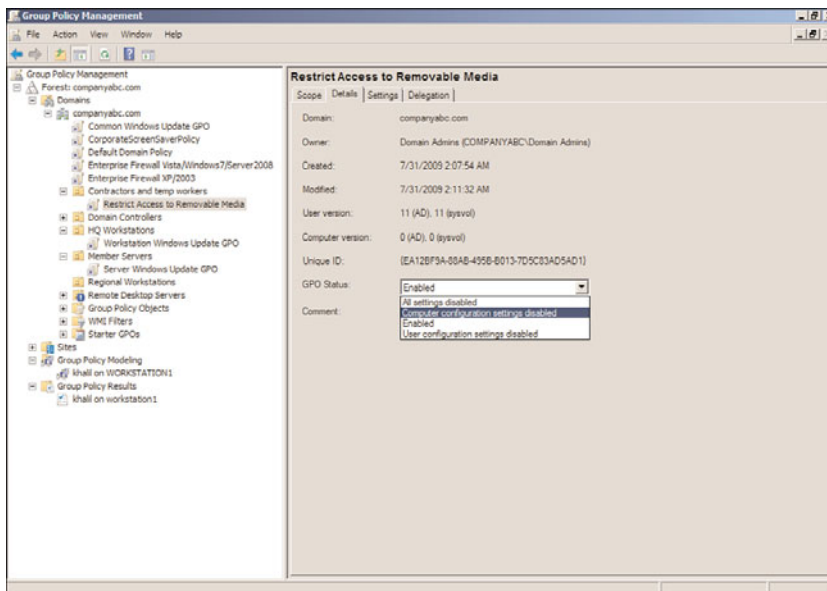 Group Policy Management
File Action View Window Help
Group Policy Management
Forest: companyabc.com
Domains
companyabc.com
Common Windows Update GPO
CorporateScreenSaverPolicy
Default Domain Policy
Enterprise Firewall Vista/Windows7/Server2008
Enterprise Firewall XP/2003
Contractors and temp workers
Restrict Access to Removable Media
Domain Controllers
HQ Workstations
Workstation Windows Update GPO
Member Servers
Server Windows Update GPO
Regional Workstations
Remote Desktop Servers
Group Policy Objects
WMI Filters
Starter GPOs
Sites
Group Policy Modeling
khalil on WORKSTATION1
Group Policy Results
khalil on workstation1
Restrict Access to Removable Media
Scope Details Settings Delegation
Domain: companyabc.com
Owner: Domain Admins (COMPANYABC\Domain Admins)
Created: 7/31/2009 2:07:54 AM
Modified: 7/31/2009 2:11:32 AM
User version: 11 (AD), 11 (sysvol)
Computer version: 0 (AD), 0 (sysvol)
Unique ID: {EA12BF9A-88AB-495B-B013-7D5C83AD5AD1}
GPO Status: Enabled
All settings disabled
Computer configuration settings disabled
Enabled
User configuration settings disabled
Comment: